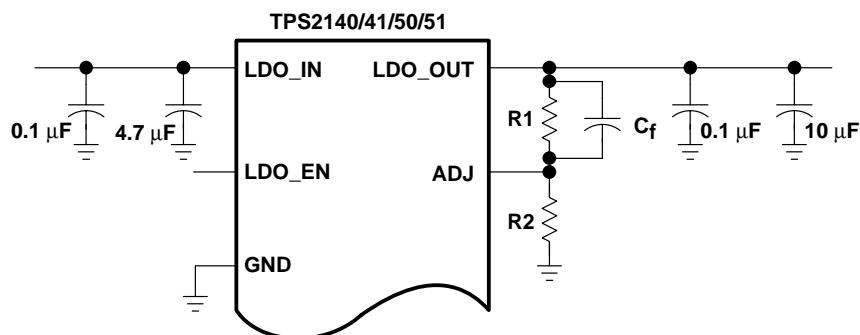 TPS2140/41/50/51
LDO_IN
LDO_OUT
0.1 μF
4.7 μF
R1
Cf
0.1 μF
10 μF
LDO_EN
ADJ
R2
GND